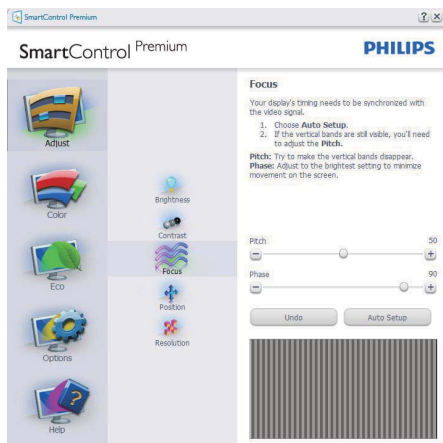 SmartControl Premium
SmartControl Premium
PHILIPS
Adjust
Color
Eco
Options
Help
Brightness
Contrast
Focus
Position
Resolution
Focus
Your display's timing needs to be synchronized with
the video signal.
1. Choose Auto Setup.
2. If the vertical bands are still visible, you'll need
to adjust the Pitch.
Pitch: Try to make the vertical bands disappear.
Phase: Adjust to the brightest setting to minimize
movement on the screen.
Pitch 50
Phase 90
Undo Auto Setup